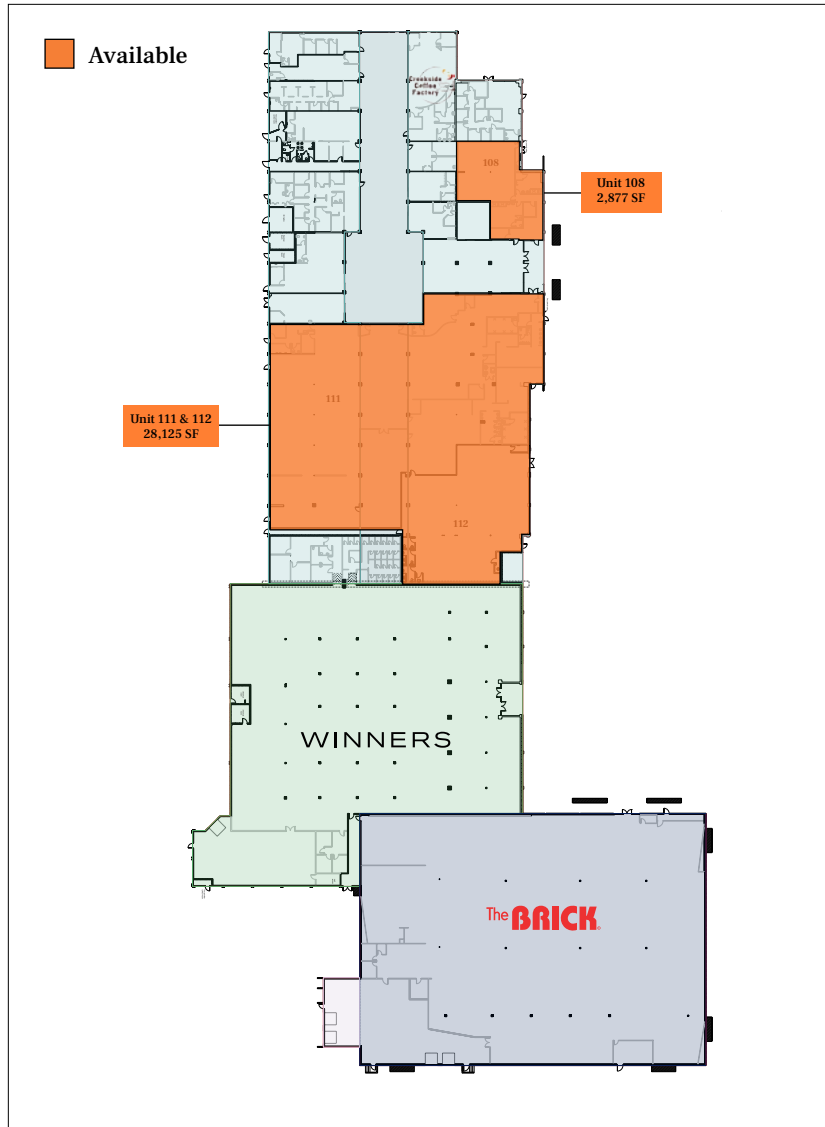 Available
Creekside
Coffee
Factory
108
Unit 108
2,877 SF
111
Unit 111 & 112
28,125 SF
112
WINNERS
The BRICK